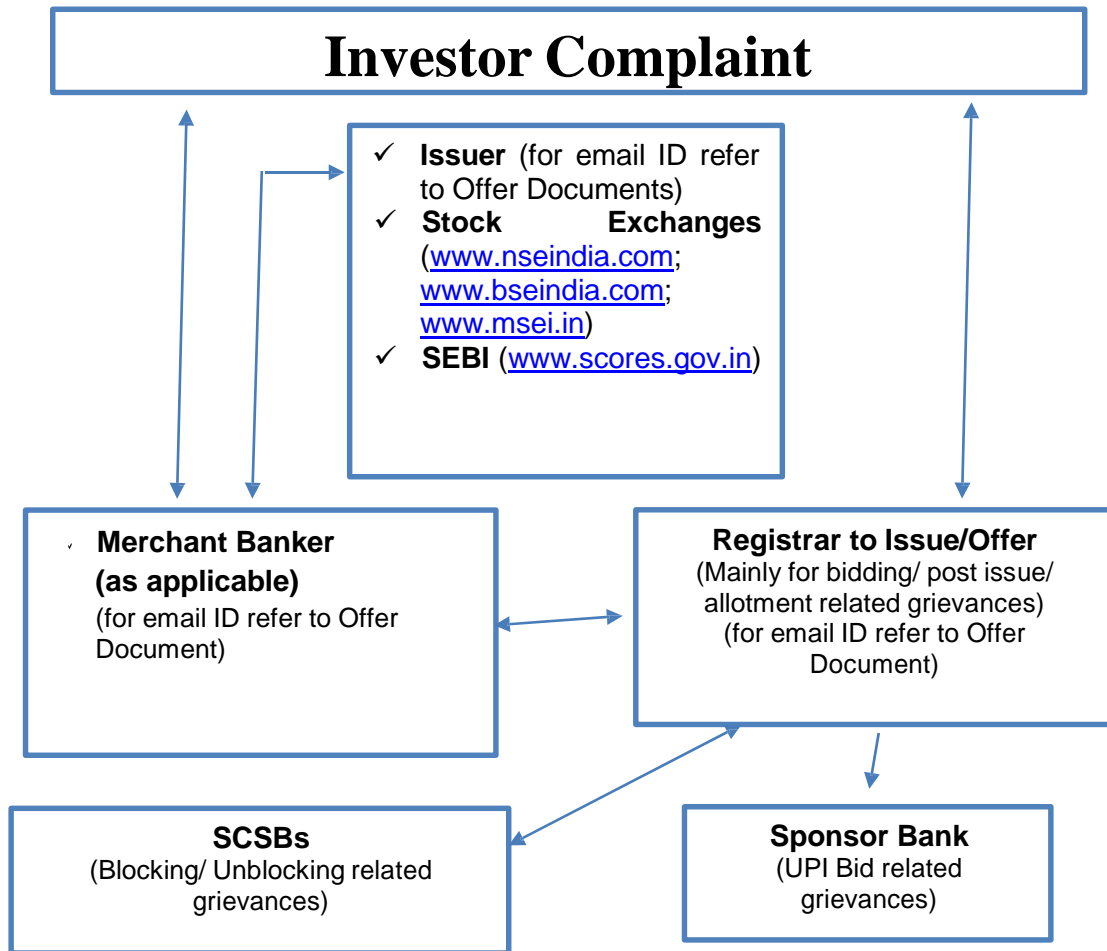 Investor Complaint
✓ Issuer (for email ID refer
to Offer Documents)
✓ Stock Exchanges
(www.nseindia.com;
www.bseindia.com;
www.msei.in)
✓ SEBI (www.scores.gov.in)
✓ Merchant Banker
(as applicable)
(for email ID refer to Offer
Document)
Registrar to Issue/Offer
(Mainly for bidding/ post issue/
allotment related grievances)
(for email ID refer to Offer
Document)
SCSBs
(Blocking/ Unblocking related
grievances)
Sponsor Bank
(UPI Bid related
grievances)